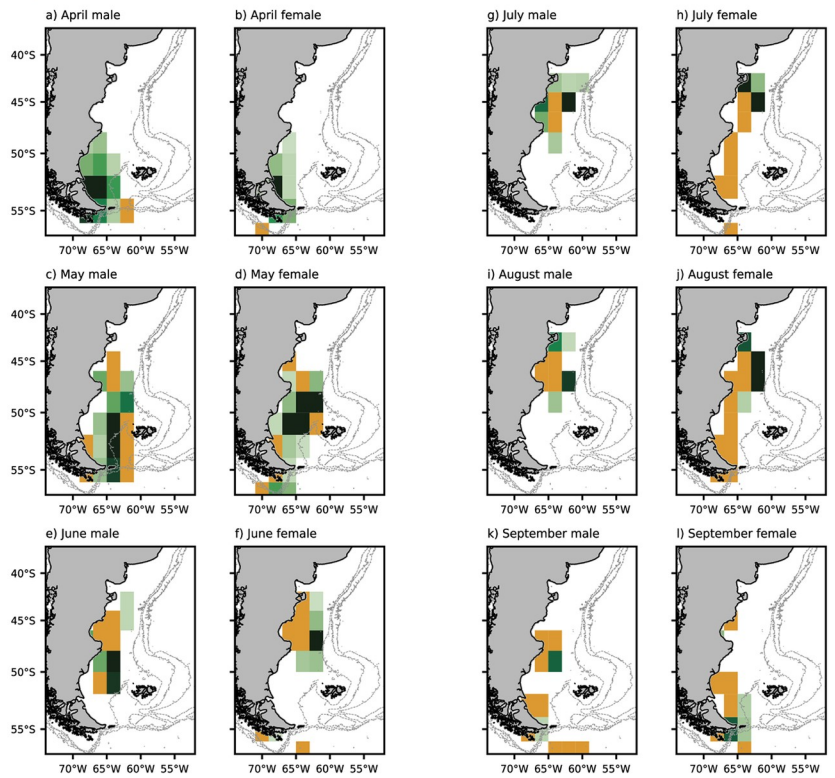 a) April male
b) April female
g) July male
h) July female
40°S
45°S
50°S
55°S
70°W 65°W 60°W 55°W
70°W 65°W 60°W 55°W
70°W 65°W 60°W 55°W
70°W 65°W 60°W 55°W
c) May male
d) May female
i) August male
j) August female
40°S
45°S
50°S
55°S
70°W 65°W 60°W 55°W
70°W 65°W 60°W 55°W
70°W 65°W 60°W 55°W
70°W 65°W 60°W 55°W
e) June male
f) June female
k) September male
l) September female
40°S
45°S
50°S
55°S
70°W 65°W 60°W 55°W
70°W 65°W 60°W 55°W
70°W 65°W 60°W 55°W
70°W 65°W 60°W 55°W